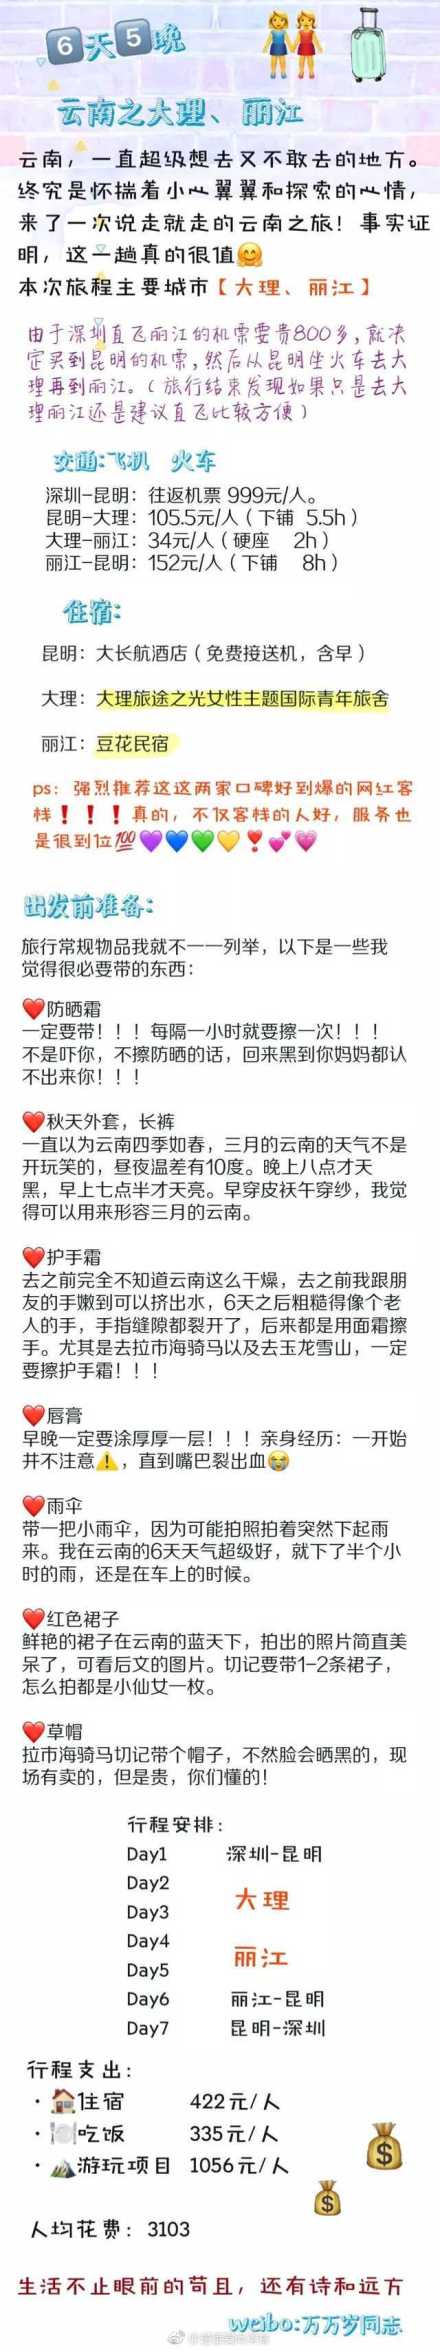 6天5晚
云南之大理、丽江
云南，一直超级想去又不敢去的地方。
终究是怀揣着小心翼翼和探索的心情，
来了一次说走就走的云南之旅！事实证
明，这一趟真的很值🤗
本次旅程主要城市【大理、丽江】
由于深圳直飞丽江的机票要贵800多，就决
定买到昆明的机票，然后从昆明坐火车去大
理再到丽江。（旅行结束发现如果只是去大
理丽江还是建议直飞比较方便）
交通：飞机 火车
深圳-昆明：往返机票 999元/人。
昆明-大理：105.5元/人（下铺 5.5h）
大理-丽江：34元/人（硬座 2h）
丽江-昆明：152元/人（下铺 8h）
住宿：
昆明：大长航酒店（免费接送机，含早）
大理：大理旅途之光女性主题国际青年旅舍
丽江：豆花民宿
ps：强烈推荐这这两家口碑好到爆的网红客
栈❗❗❗真的，不仅客栈的人好，服务也
是很到位💯💜💙💚💛❣💕💗
出发前准备：
旅行常规物品我就不一一列举，以下是一些我
觉得很必要带的东西：
❤防晒霜
一定要带！！！每隔一小时就要擦一次！！！
不是吓你，不擦防晒的话，回来黑到你妈妈都认
不出来你！！！
❤秋天外套，长裤
一直以为云南四季如春，三月的云南的天气不是
开玩笑的，昼夜温差有10度。晚上八点才天
黑，早上七点半才天亮。早穿皮袄午穿纱，我觉
得可以用来形容三月的云南。
❤护手霜
去之前完全不知道云南这么干燥，去之前我跟朋
友的手嫩到可以挤出水，6天之后粗糙得像个老
人的手，手指缝隙都裂开了，后来都是用面霜擦
手。尤其是去拉市海骑马以及去玉龙雪山，一定
要擦护手霜！！！
❤唇膏
早晚一定要涂厚厚一层！！！亲身经历：一开始
并不注意⚠，直到嘴巴裂出血😭
❤雨伞
带一把小雨伞，因为可能拍照拍着突然下起雨
来。我在云南的6天天气超级好，就下了半个小
时的雨，还是在车上的时候。
❤红色裙子
鲜艳的裙子在云南的蓝天下，拍出的照片简直美
呆了，可看后文的图片。切记要带1-2条裙子，
怎么拍都是小仙女一枚。
❤草帽
拉市海骑马切记带个帽子，不然脸会晒黑的，现
场有卖的，但是贵，你们懂的！
行程安排：
Day1 深圳-昆明
Day2
大理
Day3
Day4
丽江
Day5
Day6 丽江-昆明
Day7 昆明-深圳
行程支出：
·🏠住宿 422元/人
·🍽吃饭 335元/人
·⛰游玩项目 1056元/人
人均花费：3103
生活不止眼前的苟且，还有诗和远方
weibo:万万岁同志